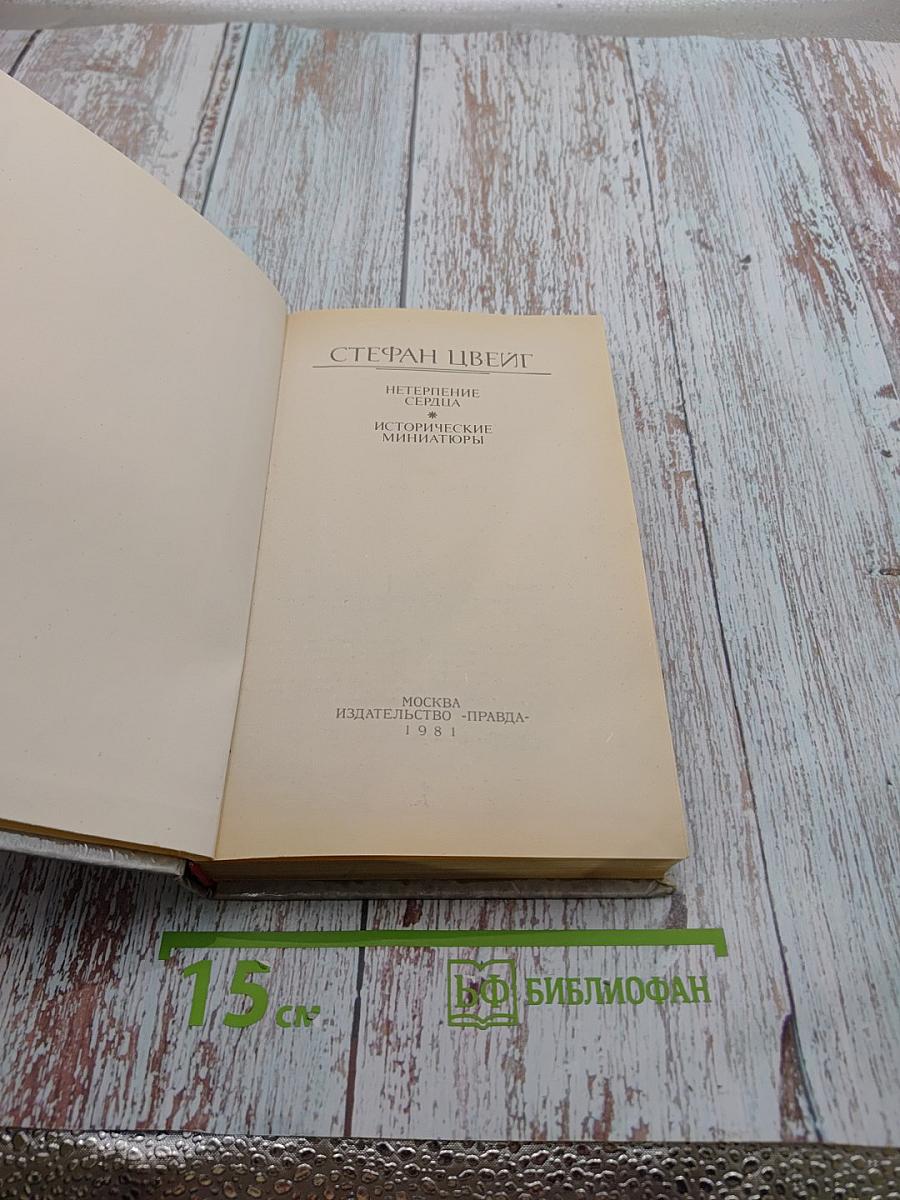 СТЕФАН ЦВЕЙГ
НЕТЕРПЕНИЕ
СЕРДЦА
*
ИСТОРИЧЕСКИЕ
МИНИАТЮРЫ
МОСКВА
ИЗДАТЕЛЬСТВО «ПРАВДА»
1981
15 см
БФ БИБЛИОФАН